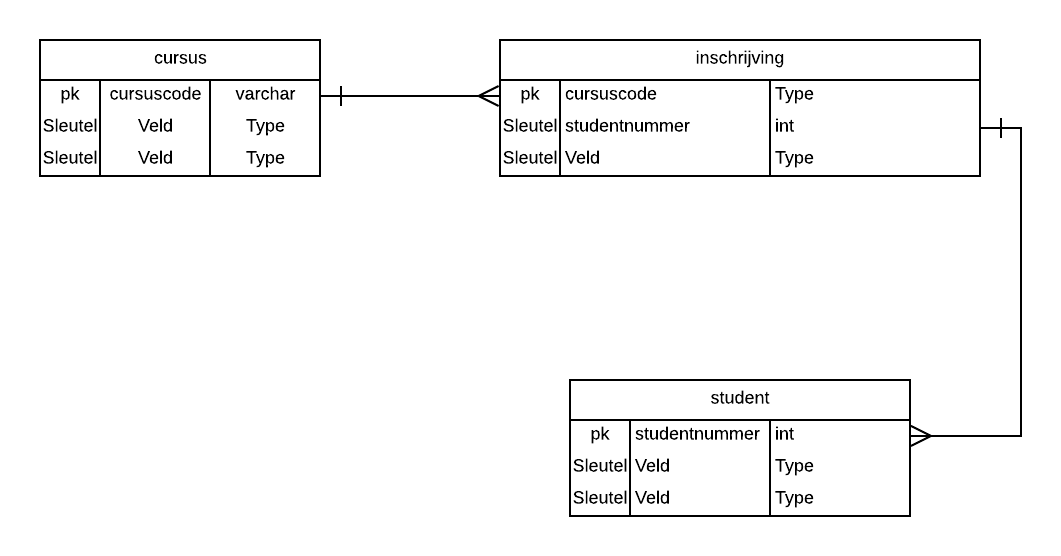 cursus
pk cursuscode varchar
Sleutel Veld Type
Sleutel Veld Type
inschrijving
pk cursuscode Type
Sleutel studentnummer int
Sleutel Veld Type
student
pk studentnummer int
Sleutel Veld Type
Sleutel Veld Type